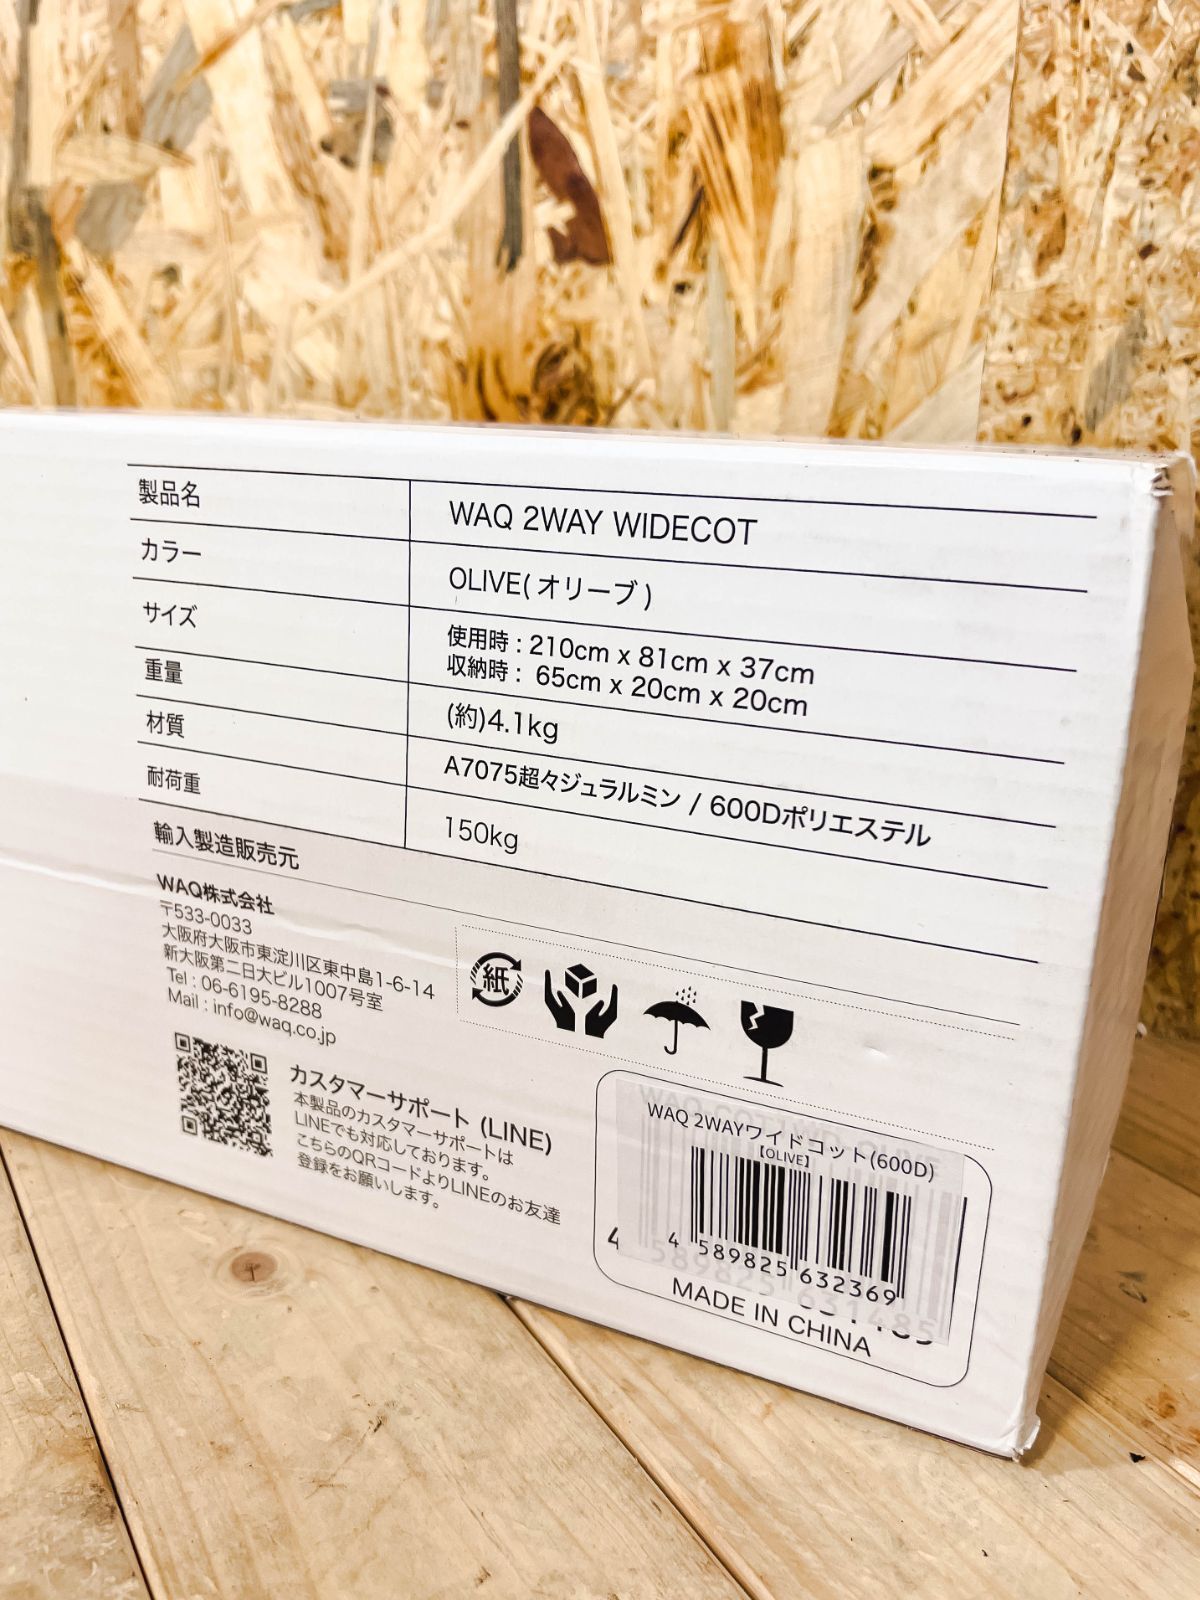 製品名 WAQ 2WAY WIDECOT
カラー OLIVE(オリーブ)
サイズ 使用時 : 210cm x 81cm x 37cm
収納時 : 65cm x 20cm x 20cm
重量 (約)4.1kg
材質 A7075超々ジュラルミン / 600Dポリエステル
耐荷重 150kg
輸入製造販売元
WAQ株式会社
〒533-0033
大阪府大阪市東淀川区東中島1-6-14
新大阪第二日大ビル1007号室
Tel : 06-6195-8288
Mail : info@waq.co.jp
紙
カスタマーサポート (LINE)
本製品のカスタマーサポートは
LINEでも対応しております。
こちらのQRコードよりLINEのお友達
登録をお願いします。
WAQ 2WAYワイドコット(600D)
【OLIVE】
4 589825 632369
4 589825 631485
MADE IN CHINA